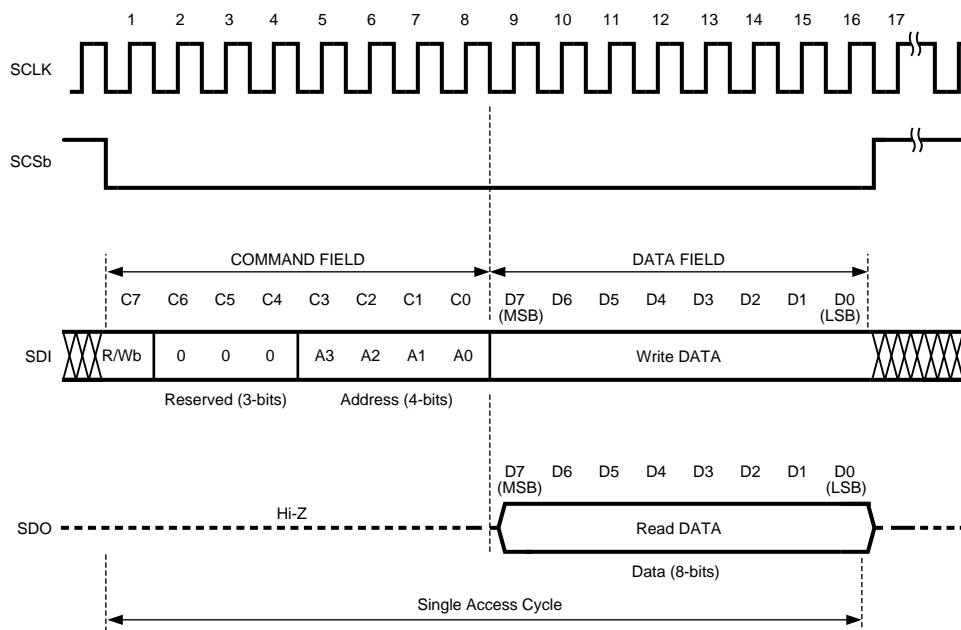 1 2 3 4 5 6 7 8 9 10 11 12 13 14 15 16 17
SCLK
SCSb
COMMAND FIELD DATA FIELD
C7 C6 C5 C4 C3 C2 C1 C0 D7 D6 D5 D4 D3 D2 D1 D0
(MSB) (LSB)
SDI R/Wb 0 0 0 A3 A2 A1 A0 Write DATA
Reserved (3-bits) Address (4-bits)
D7 D6 D5 D4 D3 D2 D1 D0
(MSB) (LSB)
Hi-Z
SDO Read DATA
Data (8-bits)
Single Access Cycle